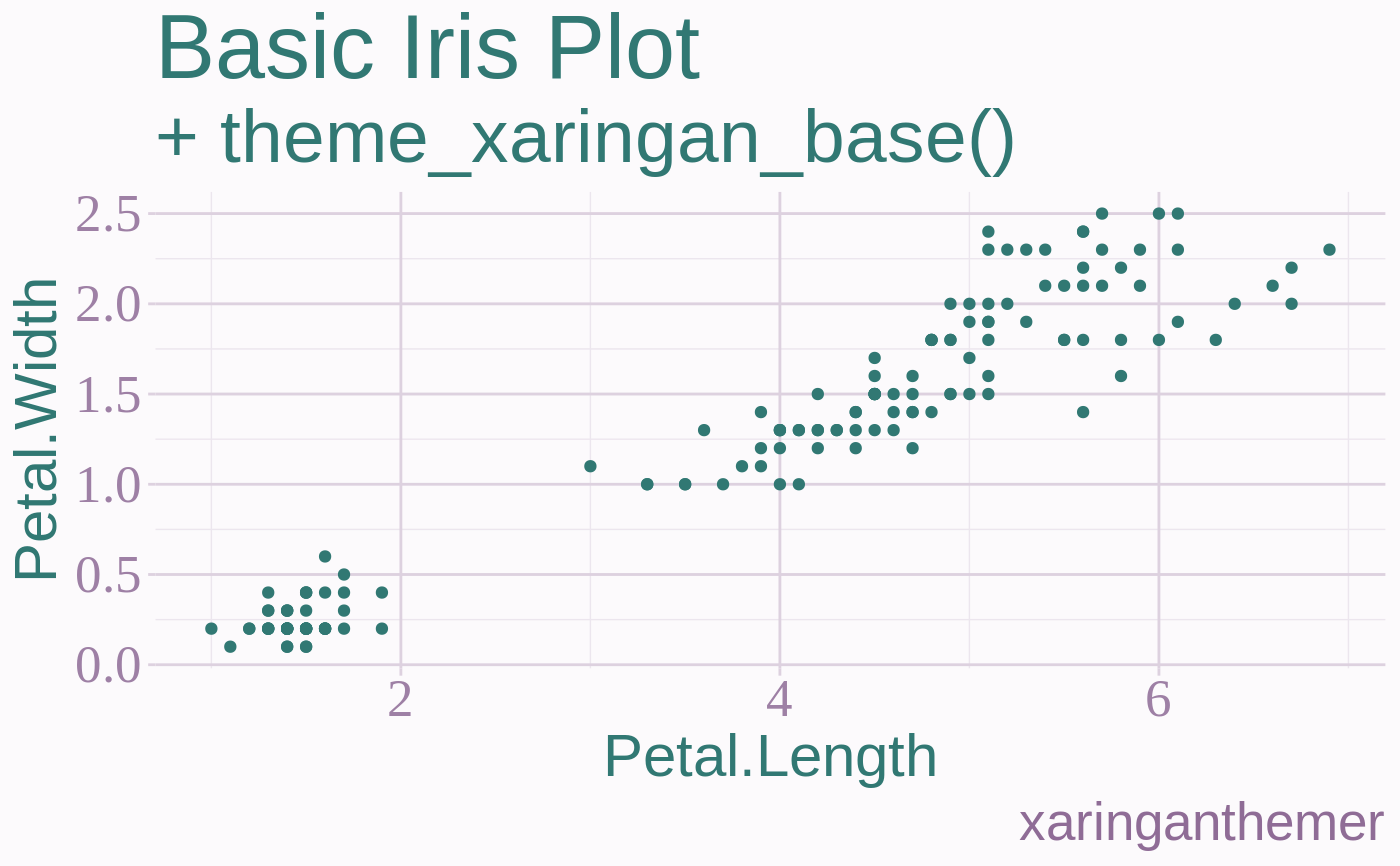 Basic Iris Plot
+ theme_xaringan_base()
2.5
2.0
1.5
1.0
0.5
0.0
Petal.Width
2 4 6
Petal.Length
xaringanthemer